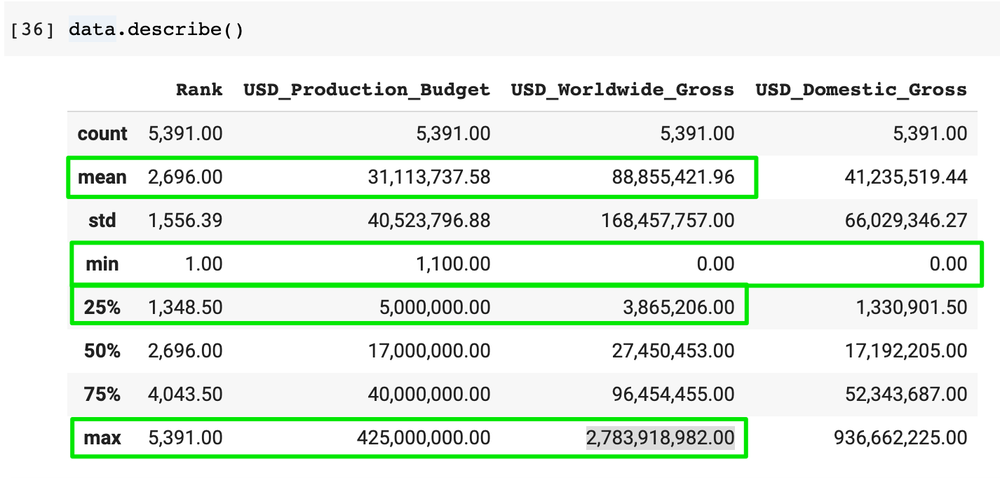 [36] data.describe()
Rank USD_Production_Budget USD_Worldwide_Gross USD_Domestic_Gross
count 5,391.00 5,391.00 5,391.00 5,391.00
mean 2,696.00 31,113,737.58 88,855,421.96 41,235,519.44
std 1,556.39 40,523,796.88 168,457,757.00 66,029,346.27
min 1.00 1,100.00 0.00 0.00
25% 1,348.50 5,000,000.00 3,865,206.00 1,330,901.50
50% 2,696.00 17,000,000.00 27,450,453.00 17,192,205.00
75% 4,043.50 40,000,000.00 96,454,455.00 52,343,687.00
max 5,391.00 425,000,000.00 2,783,918,982.00 936,662,225.00